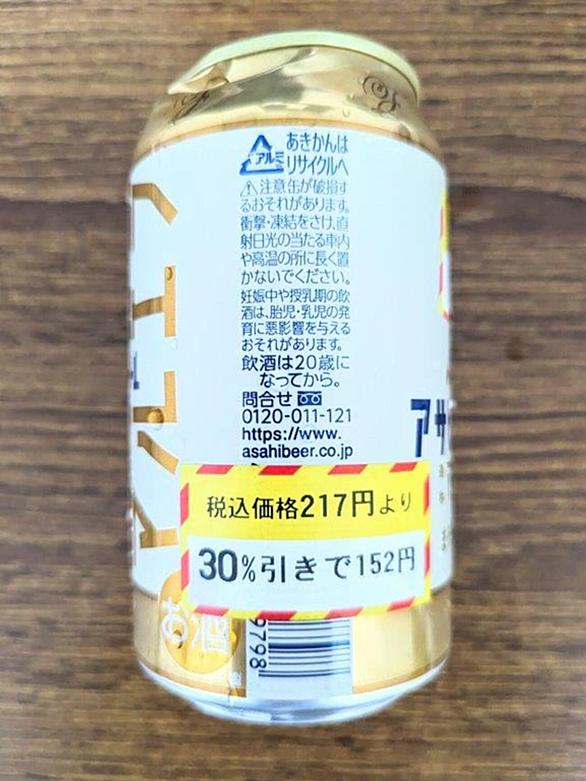 アルミ
あきかんは
リサイクルへ
⚠注意 缶が破損す
るおそれがあります。
衝撃・凍結をさけ、直
射日光の当たる車内
や高温の所に長く置
かないでください。
妊娠中や授乳期の飲
酒は、胎児・乳児の発
育に悪影響を与える
おそれがあります。
飲酒は20歳に
なってから。
問合せ
0120-011-121
https://www.
asahibeer.co.jp
アサ
税込価格217円より
30%引きで152円
お酒
9798